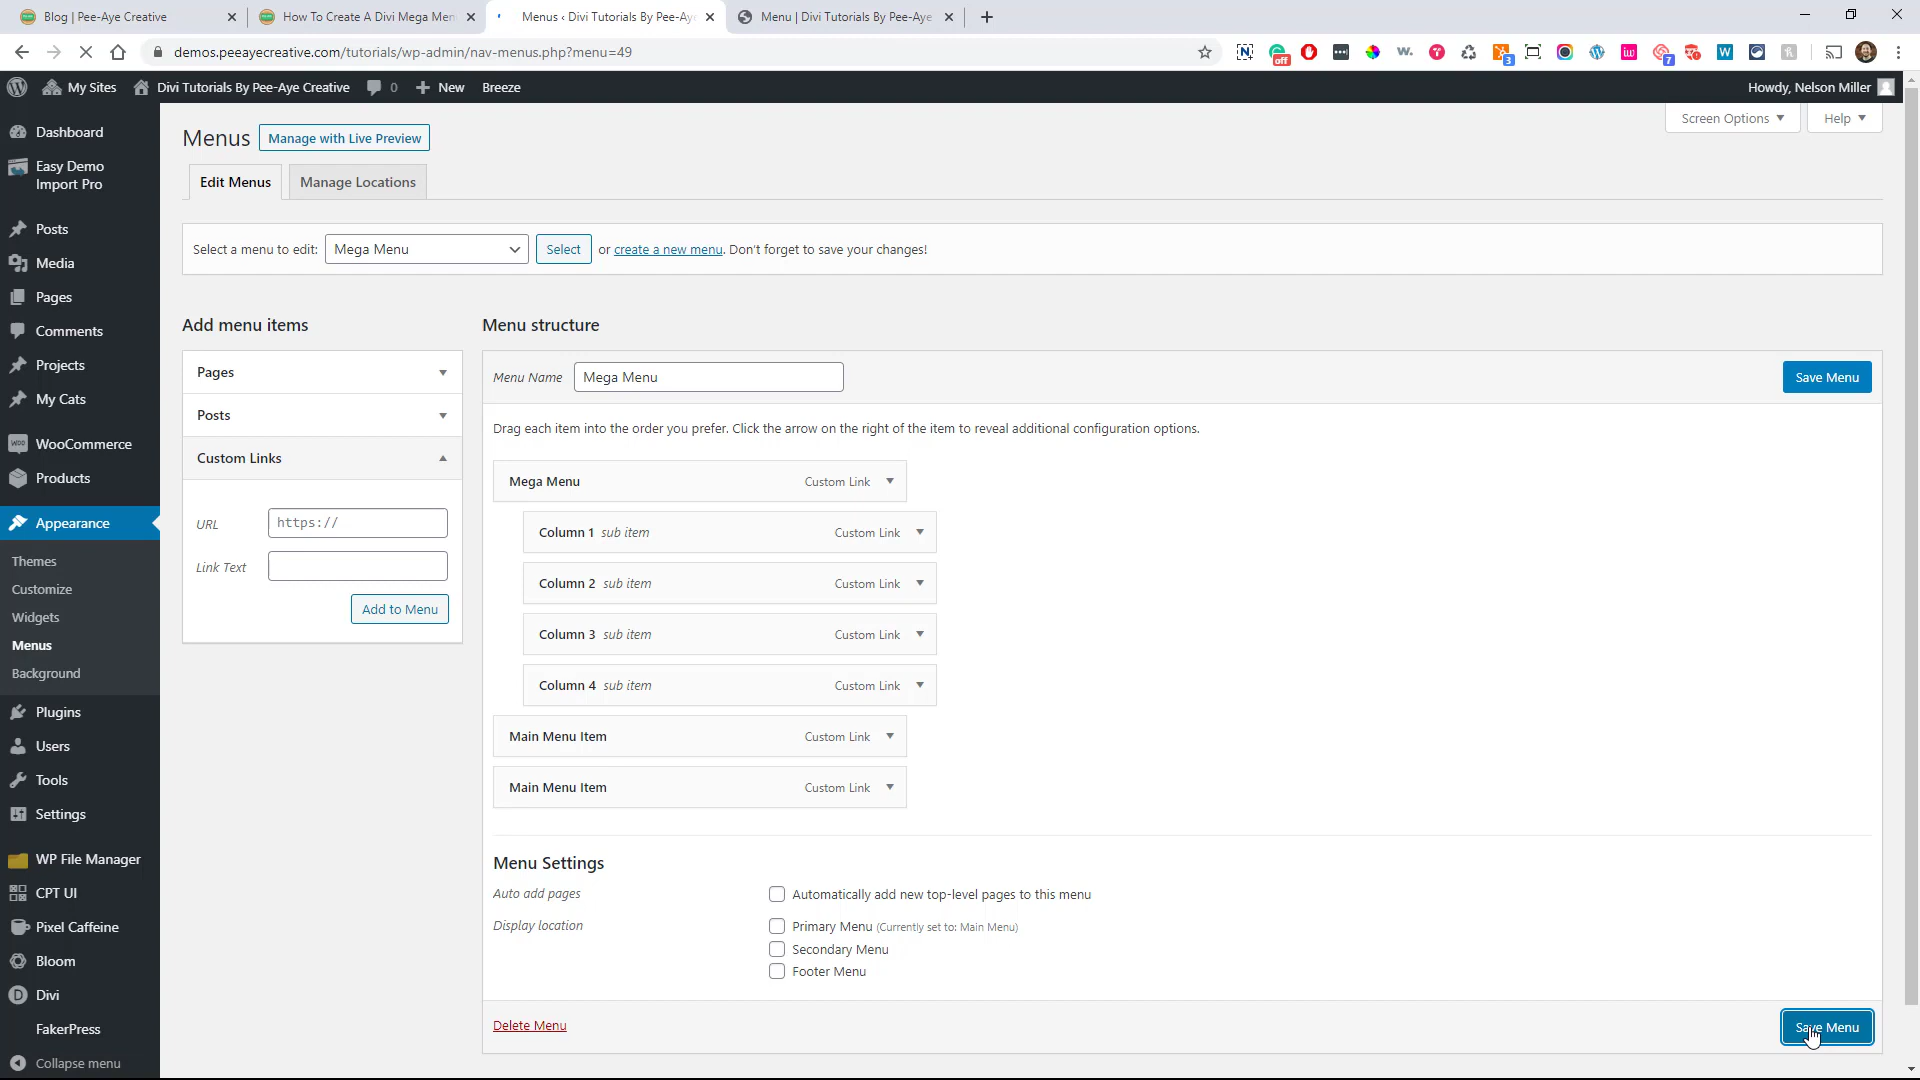 Blog | Pee-Aye Creative
How To Create A Divi Mega Men
Menus ‹ Divi Tutorials By Pee-Ay
Menu | Divi Tutorials By Pee-Aye
demos.peeayecreative.com/tutorials/wp-admin/nav-menus.php?menu=49
off
3
7
My Sites
Divi Tutorials By Pee-Aye Creative
0
New
Breeze
Howdy, Nelson Miller
Dashboard
Easy Demo
Import Pro
Posts
Media
Pages
Comments
Projects
My Cats
WooCommerce
Products
Appearance
Themes
Customize
Widgets
Menus
Background
Plugins
Users
Tools
Settings
WP File Manager
CPT UI
Pixel Caffeine
Bloom
Divi
FakerPress
Collapse menu
Screen Options
Help
Menus
Manage with Live Preview
Edit Menus
Manage Locations
Select a menu to edit: Mega Menu Select or create a new menu. Don't forget to save your changes!
Add menu items
Pages
Posts
Custom Links
URL https://
Link Text
Add to Menu
Menu structure
Menu Name Mega Menu
Save Menu
Drag each item into the order you prefer. Click the arrow on the right of the item to reveal additional configuration options.
Mega Menu Custom Link
Column 1 sub item Custom Link
Column 2 sub item Custom Link
Column 3 sub item Custom Link
Column 4 sub item Custom Link
Main Menu Item Custom Link
Main Menu Item Custom Link
Menu Settings
Auto add pages Automatically add new top-level pages to this menu
Display location Primary Menu (Currently set to: Main Menu)
Secondary Menu
Footer Menu
Delete Menu
Save Menu